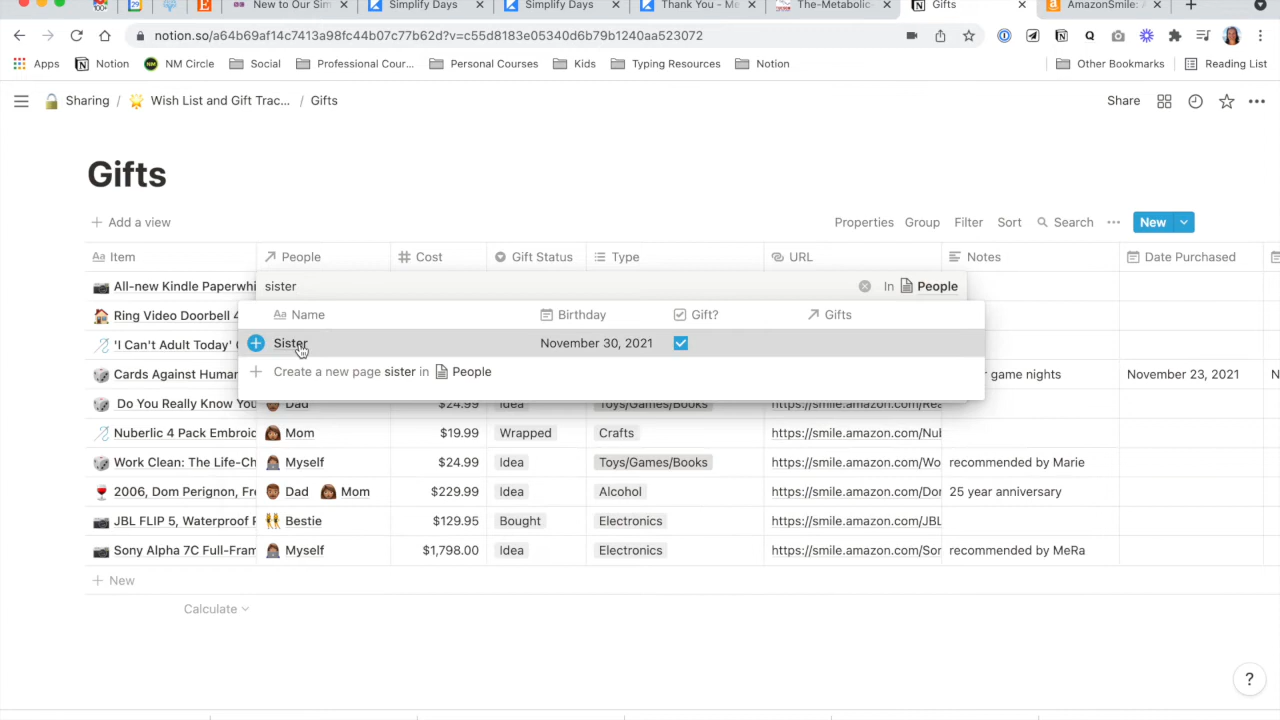 New to Our Sim
Simplify Days
Simplify Days
Thank You - Me
The-Metabolic-
Gifts
AmazonSmile: A
notion.so/a64b69af14c7413a98fc44b07c77b62d?v=c55d8183e05340d6b79b1240aa523072
Apps
Notion
NM Circle
Social
Professional Cour...
Personal Courses
Kids
Typing Resources
Notion
Other Bookmarks
Reading List
Sharing / Wish List and Gift Trac... / Gifts
Share
Gifts
+ Add a view
Properties Group Filter Sort Search ... New
Aa Item People # Cost Gift Status Type URL Notes Date Purchased
All-new Kindle Paperwhi sister In People
Aa Name Birthday Gift? Gifts
Ring Video Doorbell 4
'I Can't Adult Today' Sister November 30, 2021
Cards Against Human + Create a new page sister in People r game nights November 23, 2021 N
Do You Really Know You Dad $24.99 Idea Toys/Games/Books https://smile.amazon.com/Rea
Nuberlic 4 Pack Embroic Mom $19.99 Wrapped Crafts https://smile.amazon.com/Nub
Work Clean: The Life-Ch Myself $24.99 Idea Toys/Games/Books https://smile.amazon.com/Wo recommended by Marie
2006, Dom Perignon, Fre Dad Mom $229.99 Idea Alcohol https://smile.amazon.com/Dor 25 year anniversary
JBL FLIP 5, Waterproof P Bestie $129.95 Bought Electronics https://smile.amazon.com/JBL
Sony Alpha 7C Full-Fram Myself $1,798.00 Idea Electronics https://smile.amazon.com/Son recommended by MeRa
+ New
Calculate
?